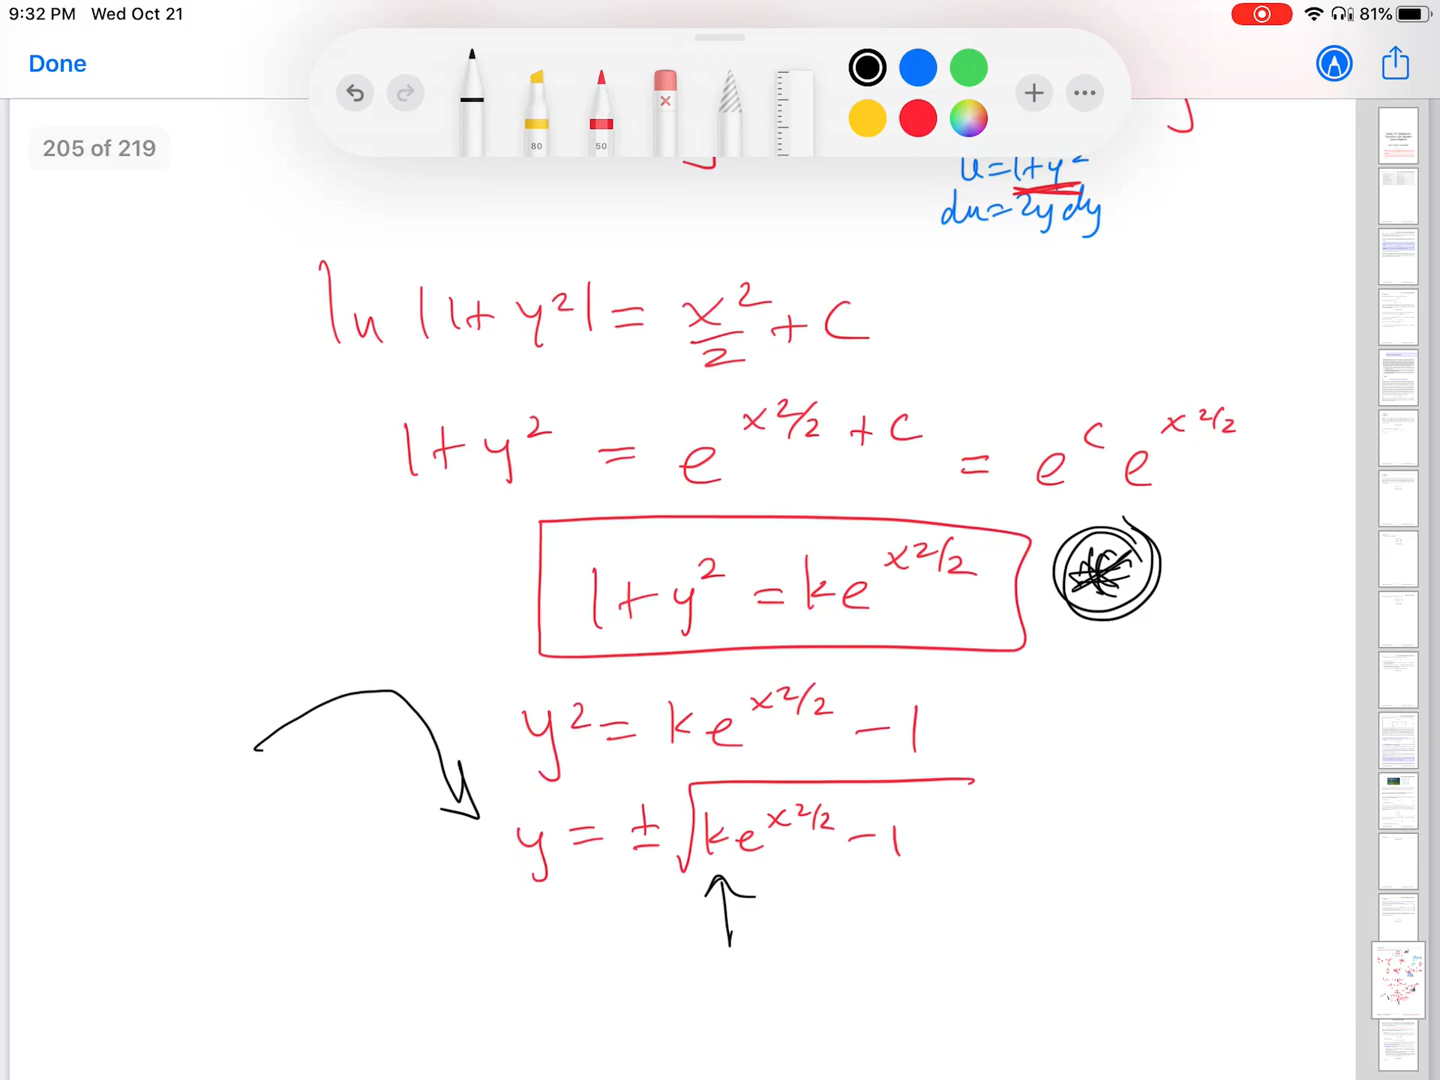 9:32 PM Wed Oct 21
81%
Done
80
50
205 of 219
u=1+y²
du=2y dy
ln |1+y²| = x²/2 + C
1+y² = e^(x²/2 + C) = e^C e^(x²/2)
1+y² = ke^(x²/2)
y² = ke^(x²/2) - 1
y = ± √(ke^(x²/2) - 1)